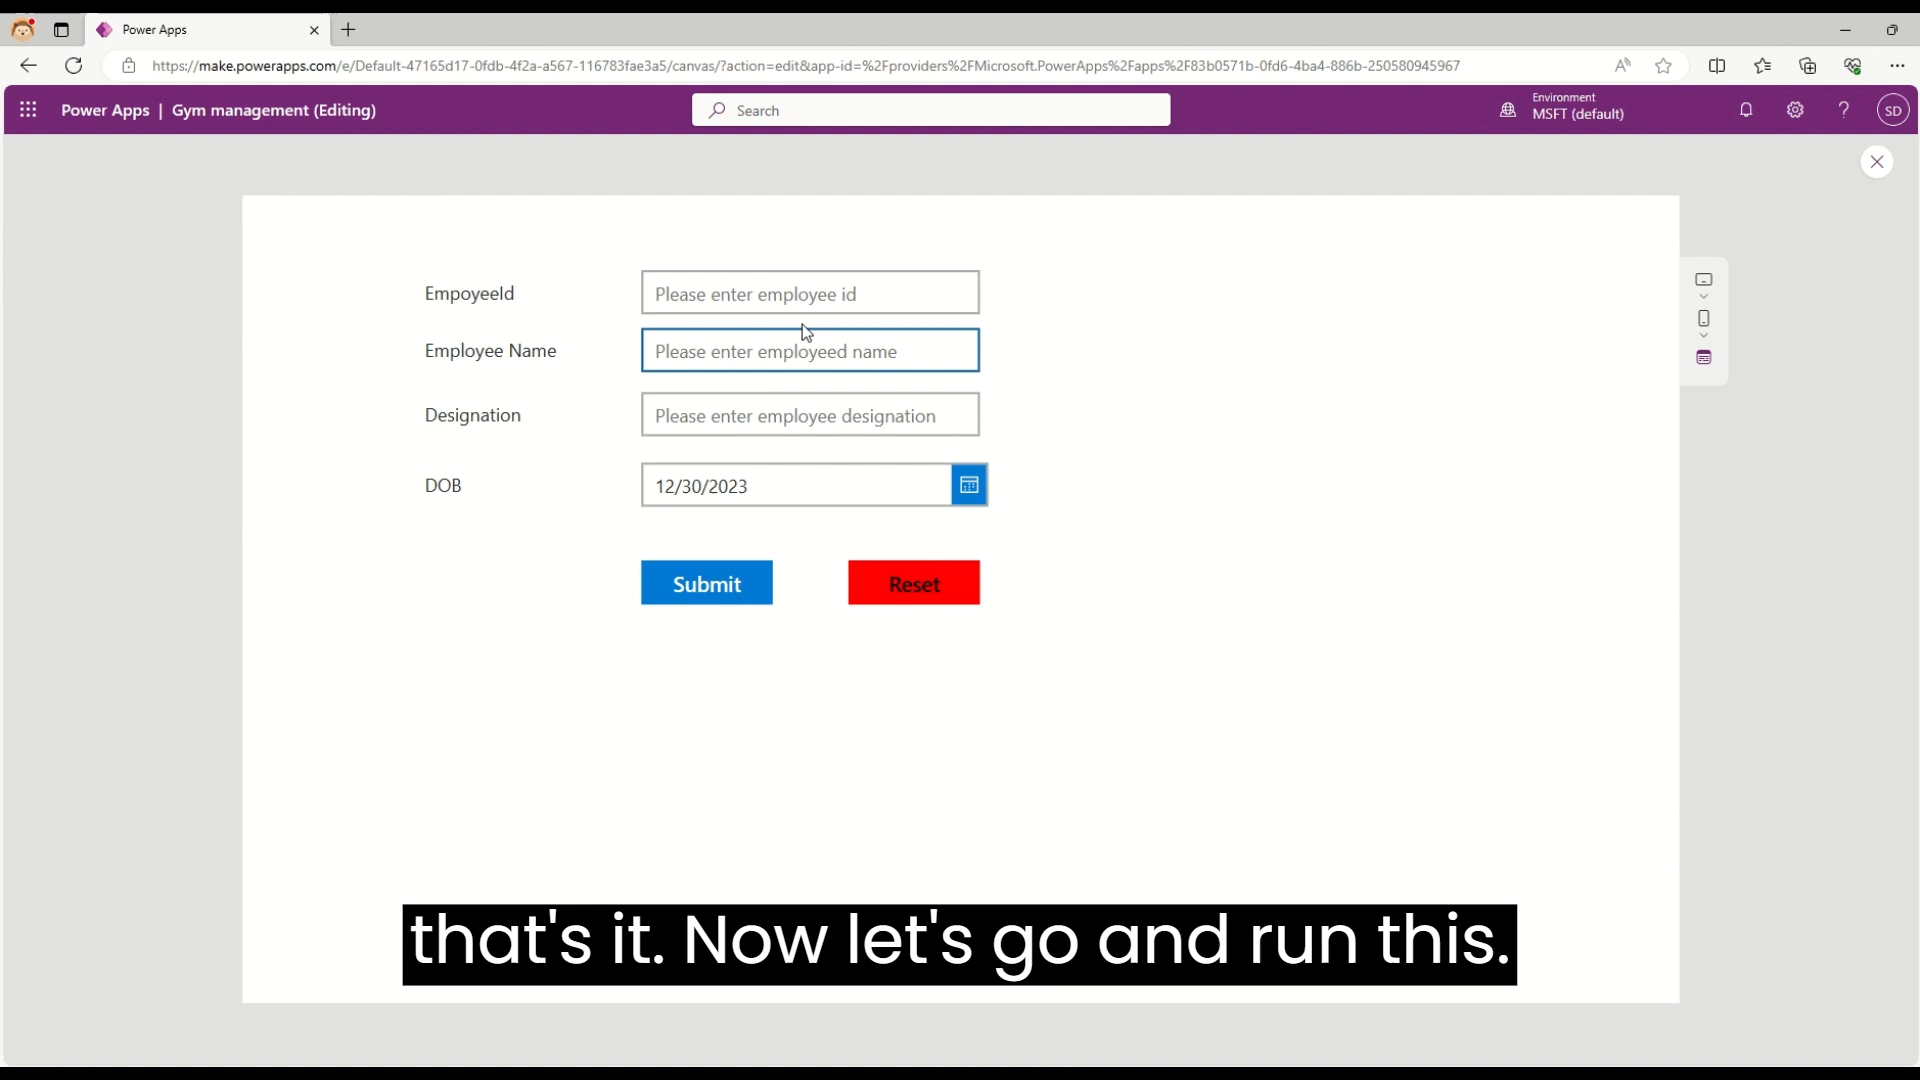 Power Apps
https://make.powerapps.com/e/Default-47165d17-0fdb-4f2a-a567-116783fae3a5/canvas/?action=edit&app-id=%2Fproviders%2FMicrosoft.PowerApps%2Fapps%2F83b0571b-0fd6-4ba4-886b-250580945967
Power Apps | Gym management (Editing)
Search
Environment
MSFT (default)
SD
EmpoyeeId
Please enter employee id
Employee Name
Please enter employeed name
Designation
Please enter employee designation
DOB
12/30/2023
Submit
Reset
that's it. Now let's go and run this.